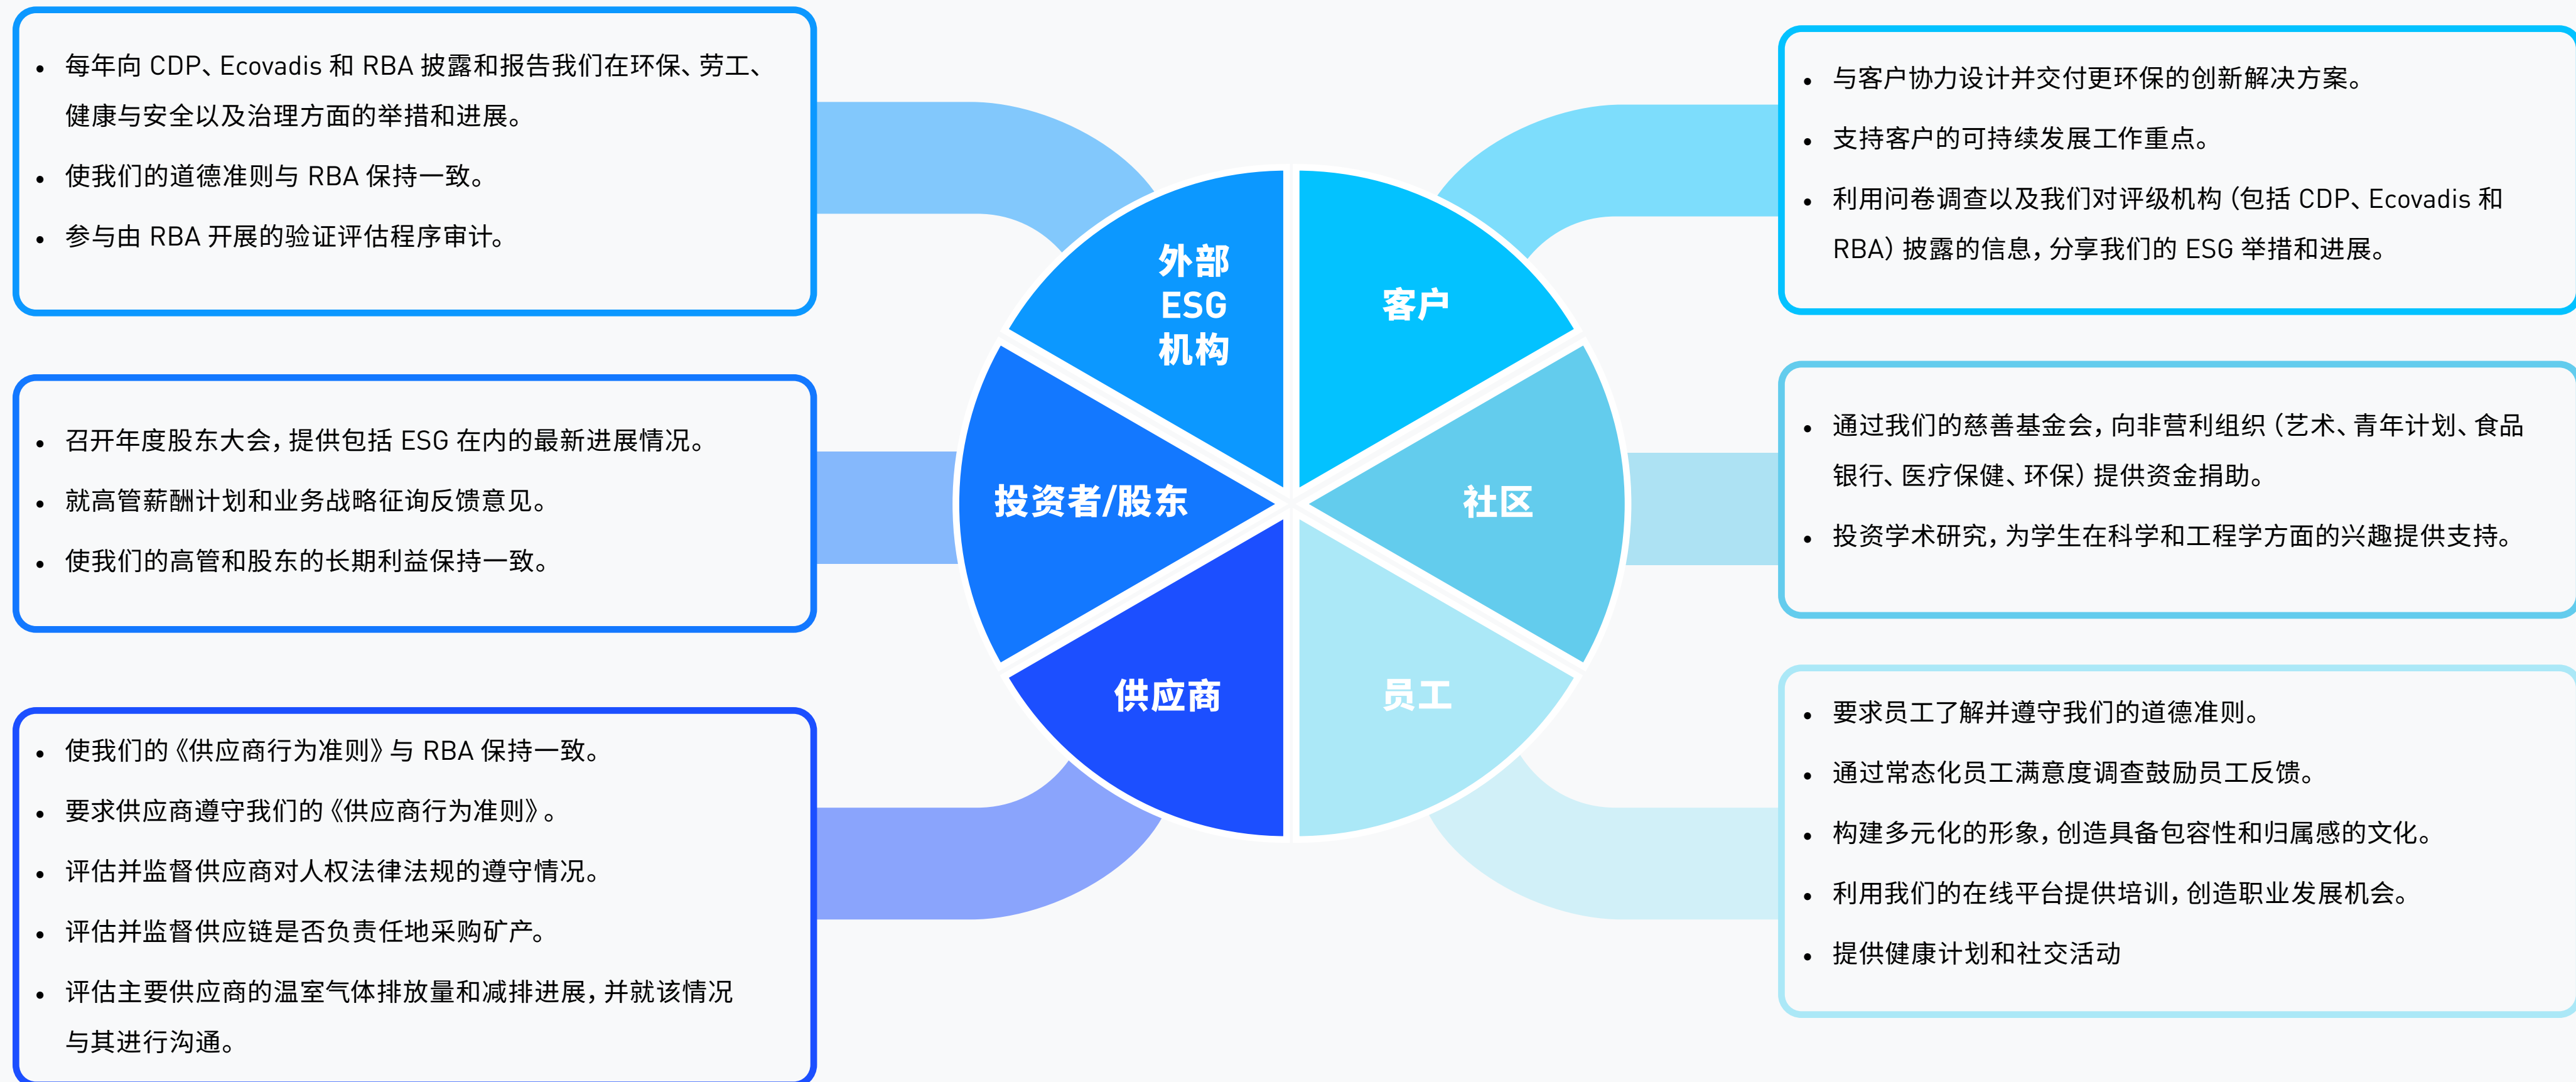 • 每年向 CDP、Ecovadis 和 RBA 披露和报告我们在环保、劳工、
健康与安全以及治理方面的举措和进展。
• 使我们的道德准则与 RBA 保持一致。
• 参与由 RBA 开展的验证评估程序审计。
• 召开年度股东大会，提供包括 ESG 在内的最新进展情况。
• 就高管薪酬计划和业务战略征询反馈意见。
• 使我们的高管和股东的长期利益保持一致。
• 使我们的《供应商行为准则》与 RBA 保持一致。
• 要求供应商遵守我们的《供应商行为准则》。
• 评估并监督供应商对人权法律法规的遵守情况。
• 评估并监督供应链是否负责任地采购矿产。
• 评估主要供应商的温室气体排放量和减排进展，并就该情况
与其进行沟通。
外部
ESG
机构
客户
投资者/股东
社区
供应商
员工
• 与客户协力设计并交付更环保的创新解决方案。
• 支持客户的可持续发展工作重点。
• 利用问卷调查以及我们对评级机构（包括 CDP、Ecovadis 和
RBA）披露的信息，分享我们的 ESG 举措和进展。
• 通过我们的慈善基金会，向非营利组织（艺术、青年计划、食品
银行、医疗保健、环保）提供资金捐助。
• 投资学术研究，为学生在科学和工程学方面的兴趣提供支持。
• 要求员工了解并遵守我们的道德准则。
• 通过常态化员工满意度调查鼓励员工反馈。
• 构建多元化的形象，创造具备包容性和归属感的文化。
• 利用我们的在线平台提供培训，创造职业发展机会。
• 提供健康计划和社交活动